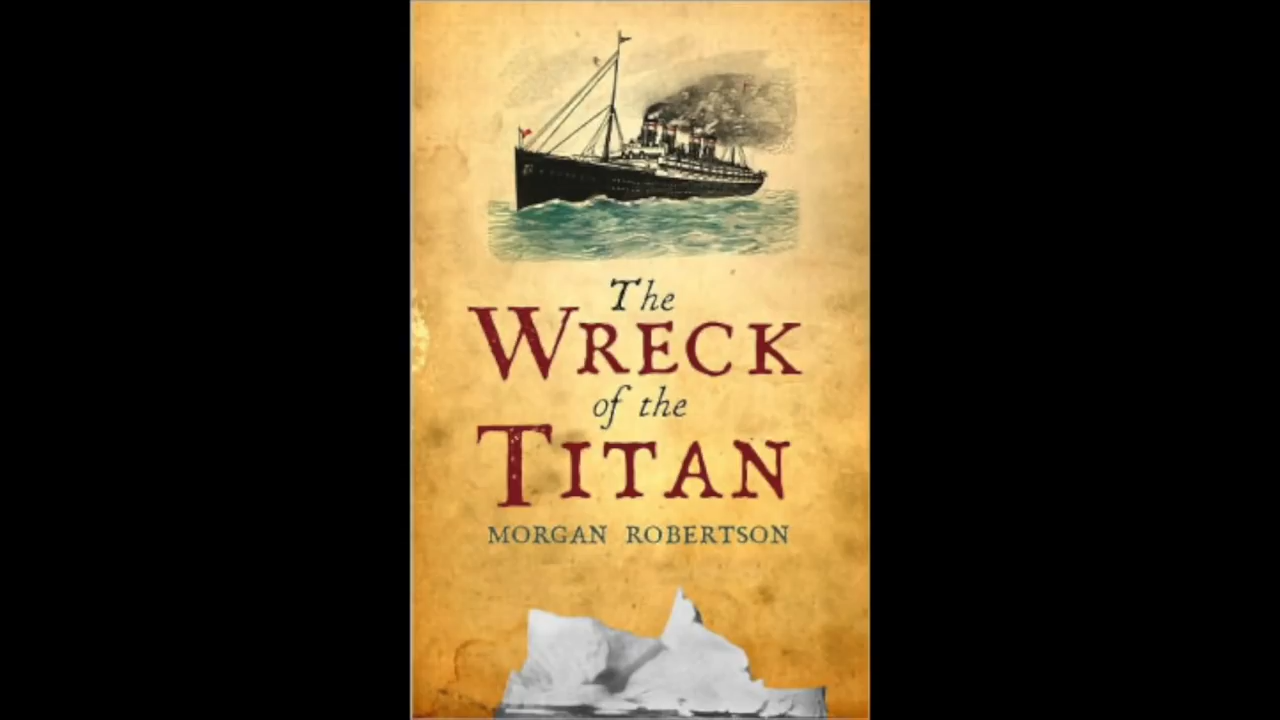 The
WRECK
of the
TITAN
MORGAN ROBERTSON